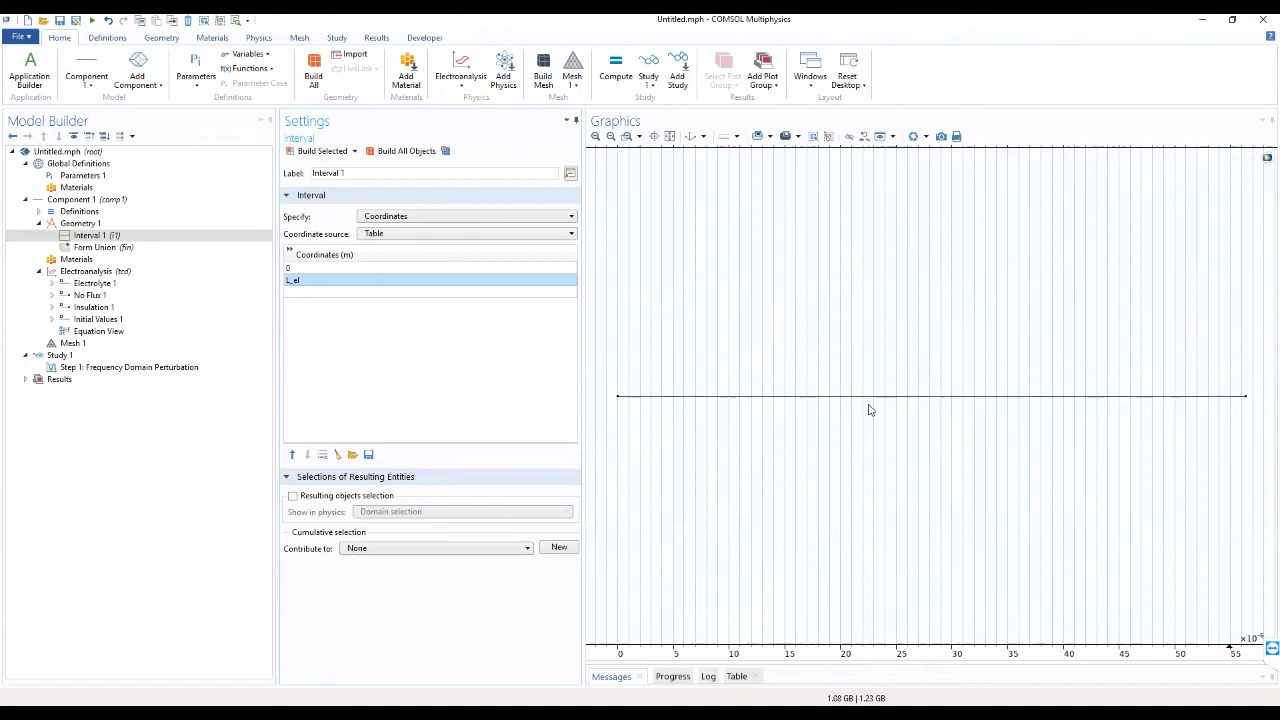 Untitled.mph - COMSOL Multiphysics
File Home Definitions Geometry Materials Physics Mesh Study Results Developer
Application Builder
Application
Component 1
Add Component
Model
Parameters
Variables
Functions
Parameter Case
Definitions
Build All
Import
LiveLink
Geometry
Add Material
Materials
Electroanalysis
Add Physics
Physics
Build Mesh
Mesh 1
Mesh
Compute
Study 1
Add Study
Study
Select Plot Group
Add Plot Group
Results
Windows
Reset Desktop
Layout
Model Builder
Untitled.mph (root)
Global Definitions
Parameters 1
Materials
Component 1 (comp1)
Definitions
Geometry 1
Interval 1 (i1)
Form Union (fin)
Materials
Electroanalysis (tcd)
Electrolyte 1
No Flux 1
Insulation 1
Initial Values 1
Equation View
Mesh 1
Study 1
Step 1: Frequency Domain Perturbation
Results
Settings
Interval
Build Selected Build All Objects
Label: Interval 1
Interval
Specify: Coordinates
Coordinate source: Table
Coordinates (m)
0
L_el
Selections of Resulting Entities
Resulting objects selection
Show in physics: Domain selection
Cumulative selection
Contribute to: None New
Graphics
×10⁻⁶
0 5 10 15 20 25 30 35 40 45 50 55
Messages Progress Log Table
1.08 GB | 1.23 GB